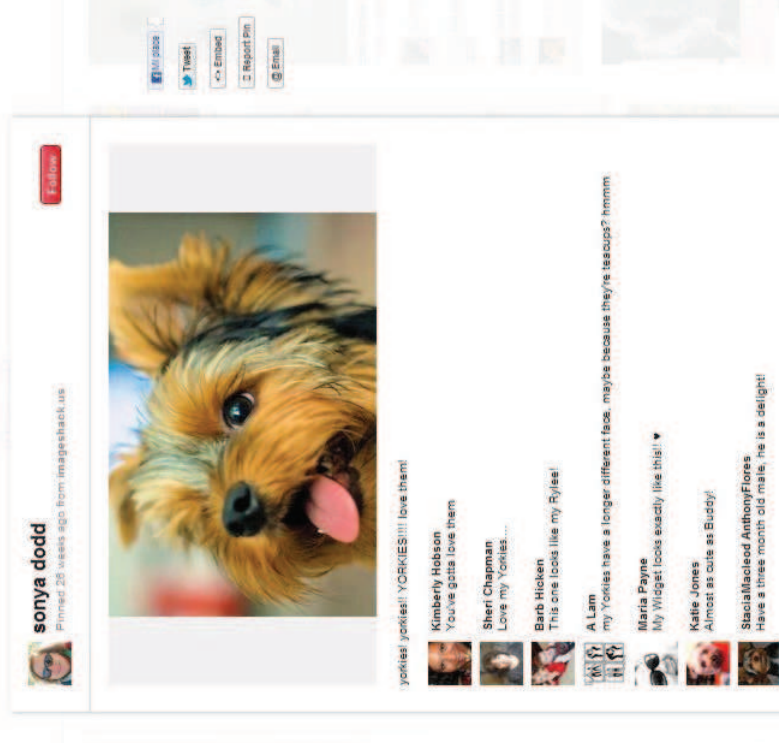 sonya dodd
Pinned 26 weeks ago from imageshack.us
Follow
Mi piace
Tweet
<> Embed
Report Pin
@ Email
yorkies! yorkies!! YORKIES!!!! love them!
Kimberly Hobson
You've gotta love them
Sheri Chapman
Love my Yorkies....
Barb Hicken
This one looks like my Rylee!
A Lam
my Yorkies have a longer different face, maybe because they're teacups? hmmm
Maria Payne
My Widget looks exactly like this!! ♥
Katie Jones
Almost as cute as Buddy!
StaciaMacleod AnthonyFlores
Have a three month old male, he is a delight!